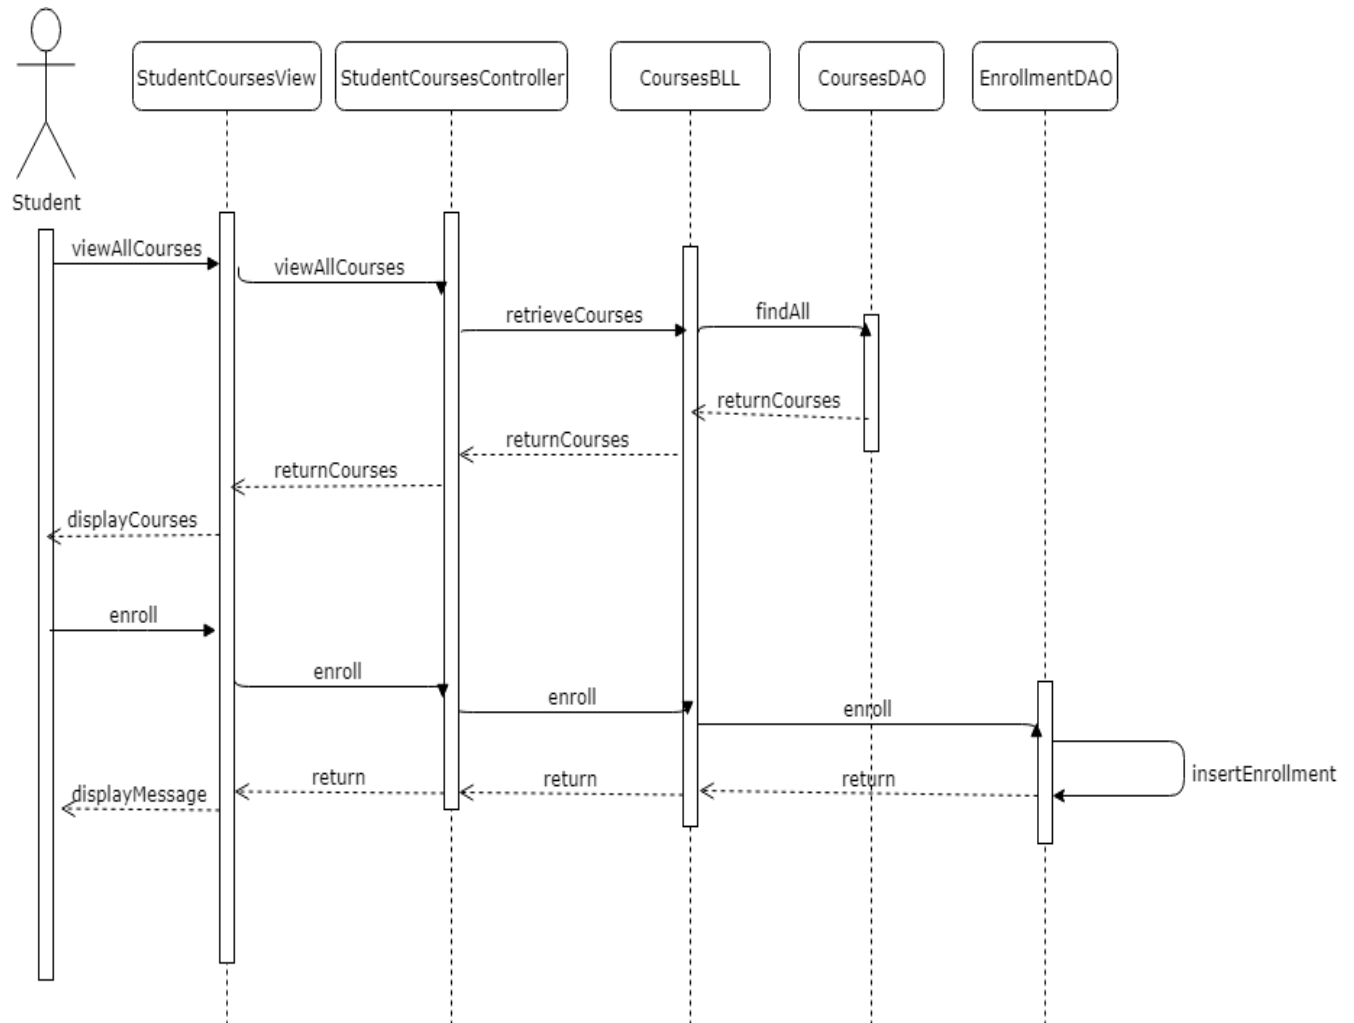 StudentCoursesView
StudentCoursesController
CoursesBLL
CoursesDAO
EnrollmentDAO
Student
viewAllCourses
viewAllCourses
retrieveCourses
findAll
returnCourses
returnCourses
returnCourses
displayCourses
enroll
enroll
enroll
enroll
insertEnrollment
return
return
return
displayMessage